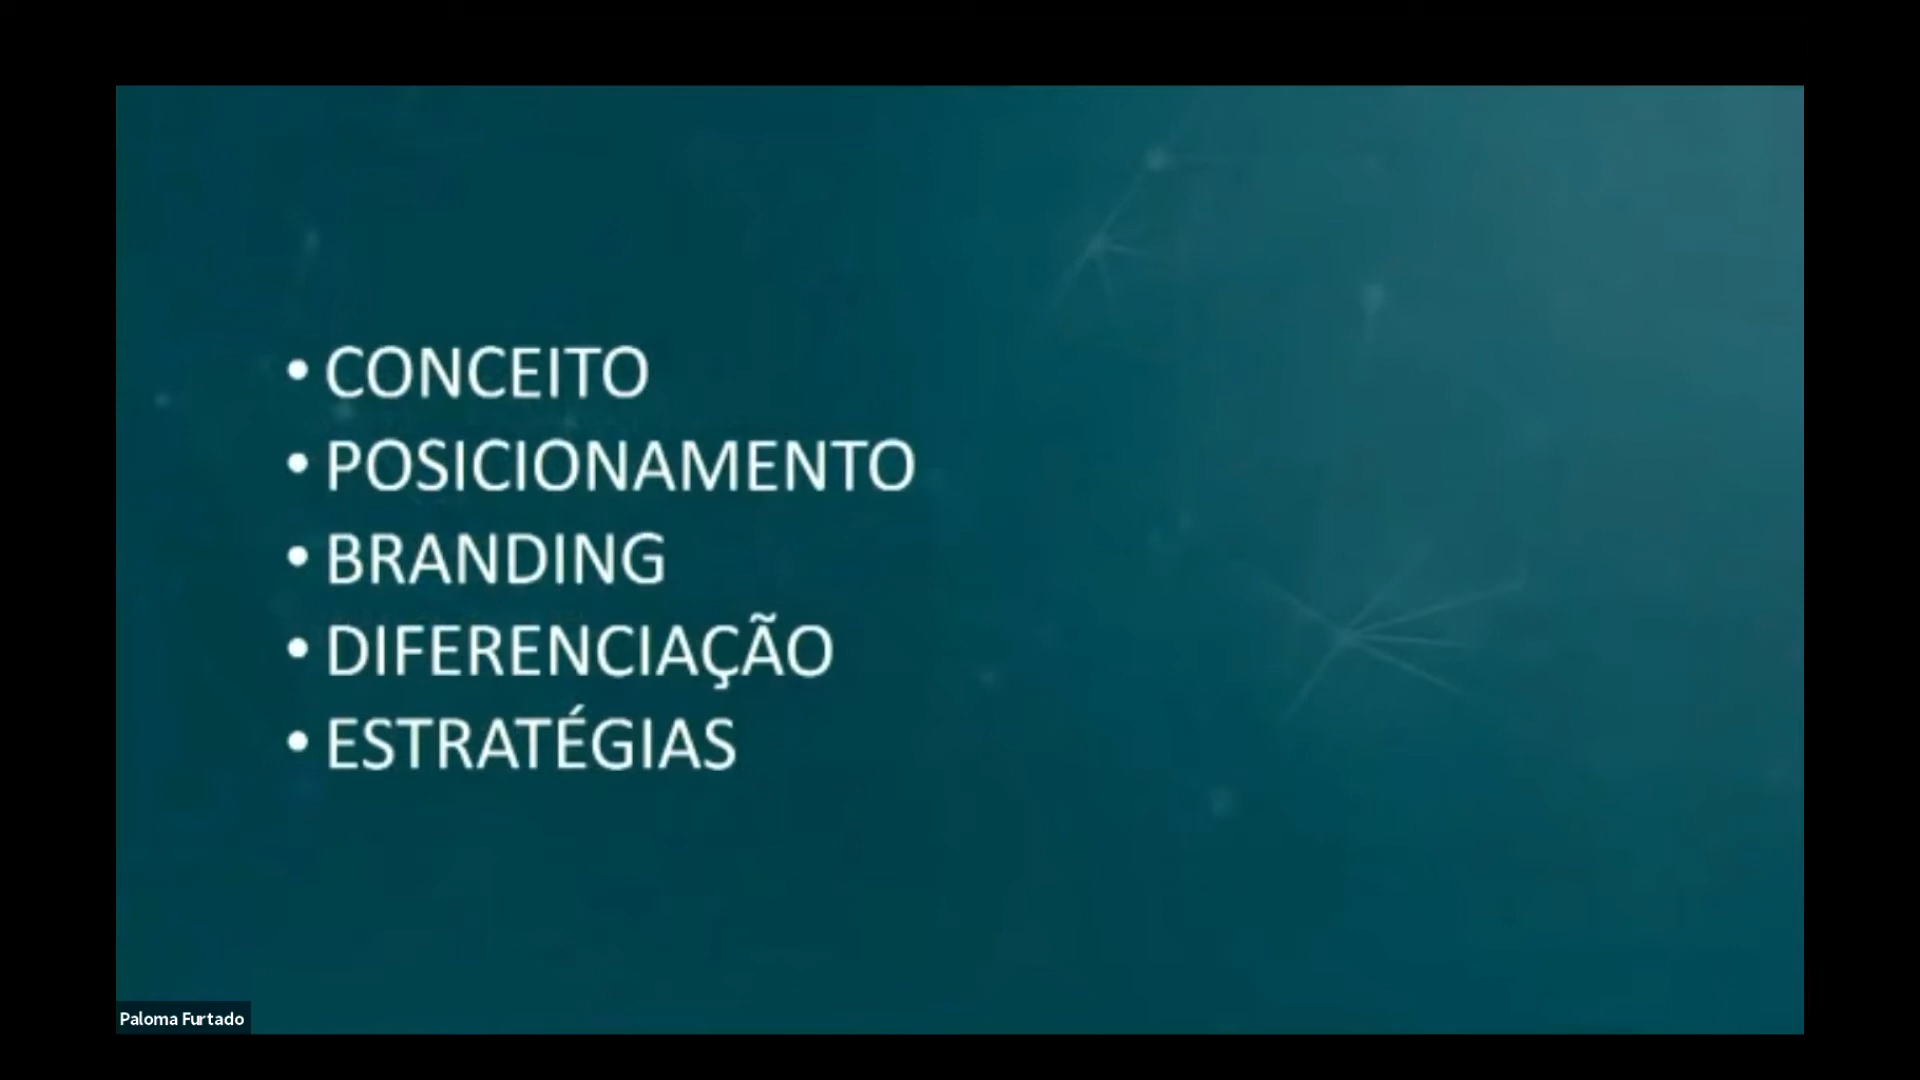 • CONCEITO
• POSICIONAMENTO
• BRANDING
• DIFERENCIAÇÃO
• ESTRATÉGIAS
Paloma Furtado